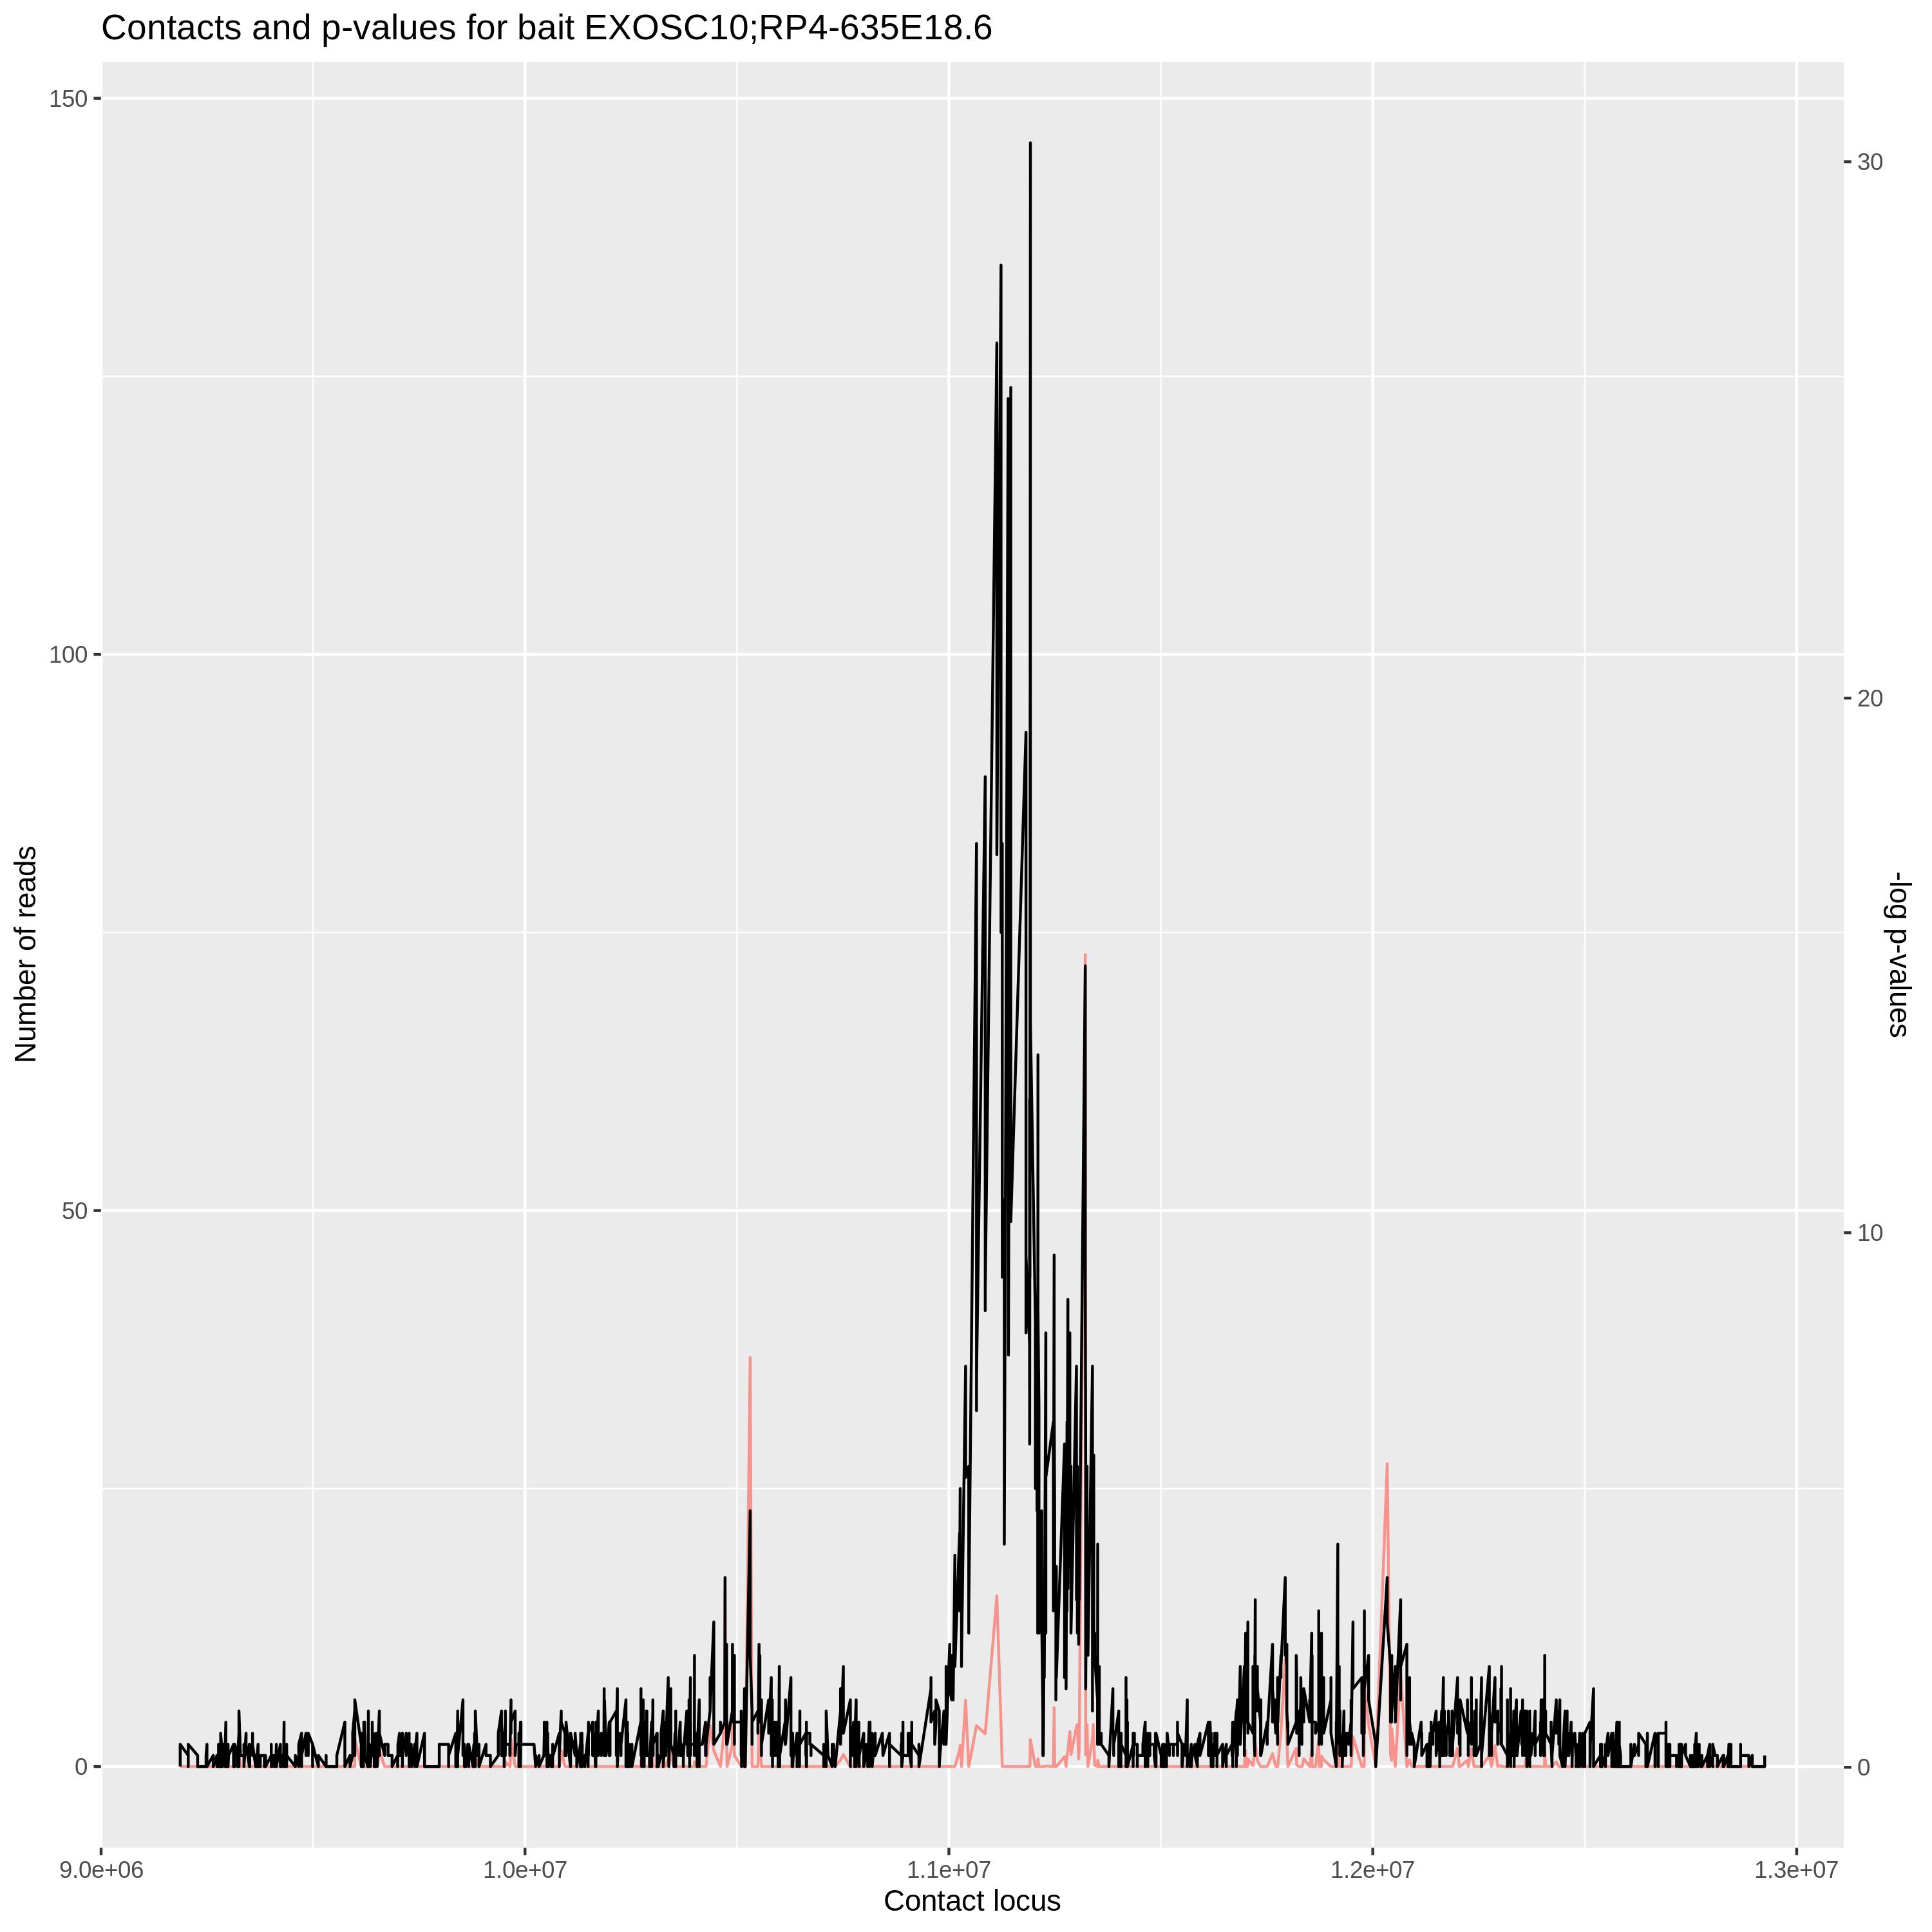 Contacts and p-values for bait EXOSC10;RP4-635E18.6
150
100
50
0
Number of reads
30
20
10
0
-log p-values
9.0e+06
1.0e+07
1.1e+07
1.2e+07
1.3e+07
Contact locus